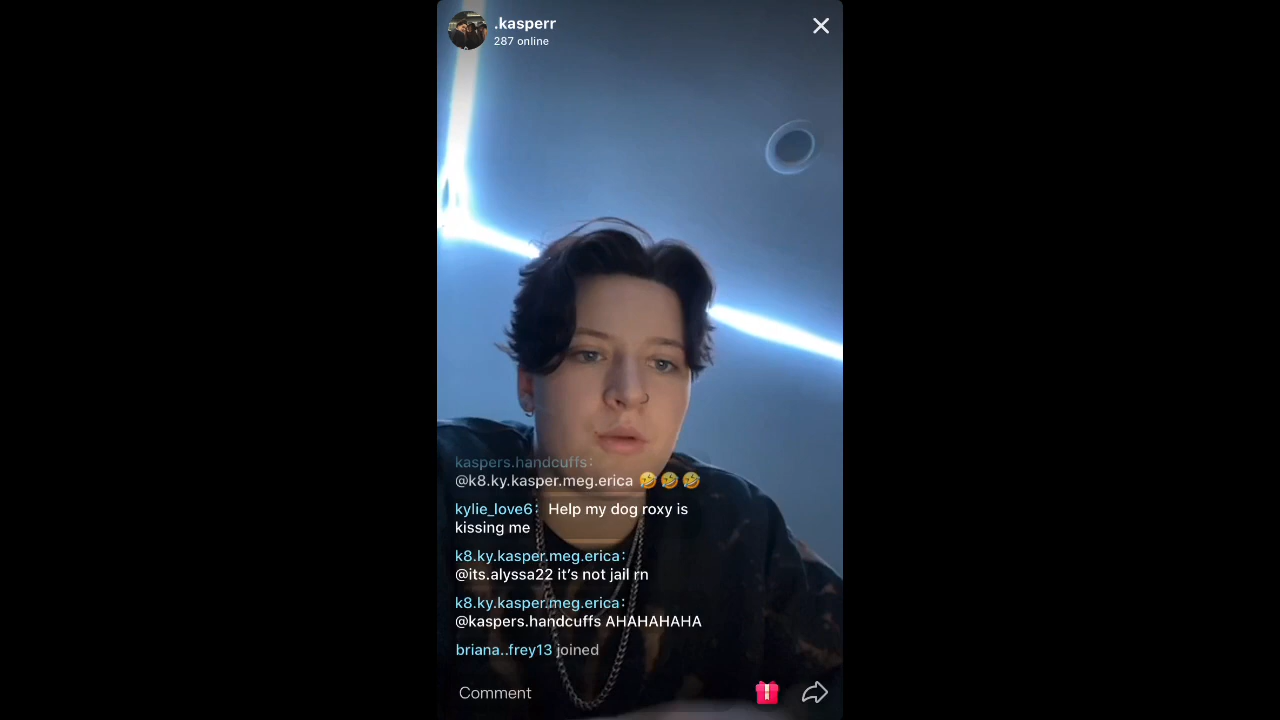 .kasperr
287 online
kaspers.handcuffs:
@k8.ky.kasper.meg.erica 🤣🤣🤣
kylie_love6: Help my dog roxy is
kissing me
k8.ky.kasper.meg.erica:
@its.alyssa22 it’s not jail rn
k8.ky.kasper.meg.erica:
@kaspers.handcuffs AHAHAHAHA
briana..frey13 joined
Comment